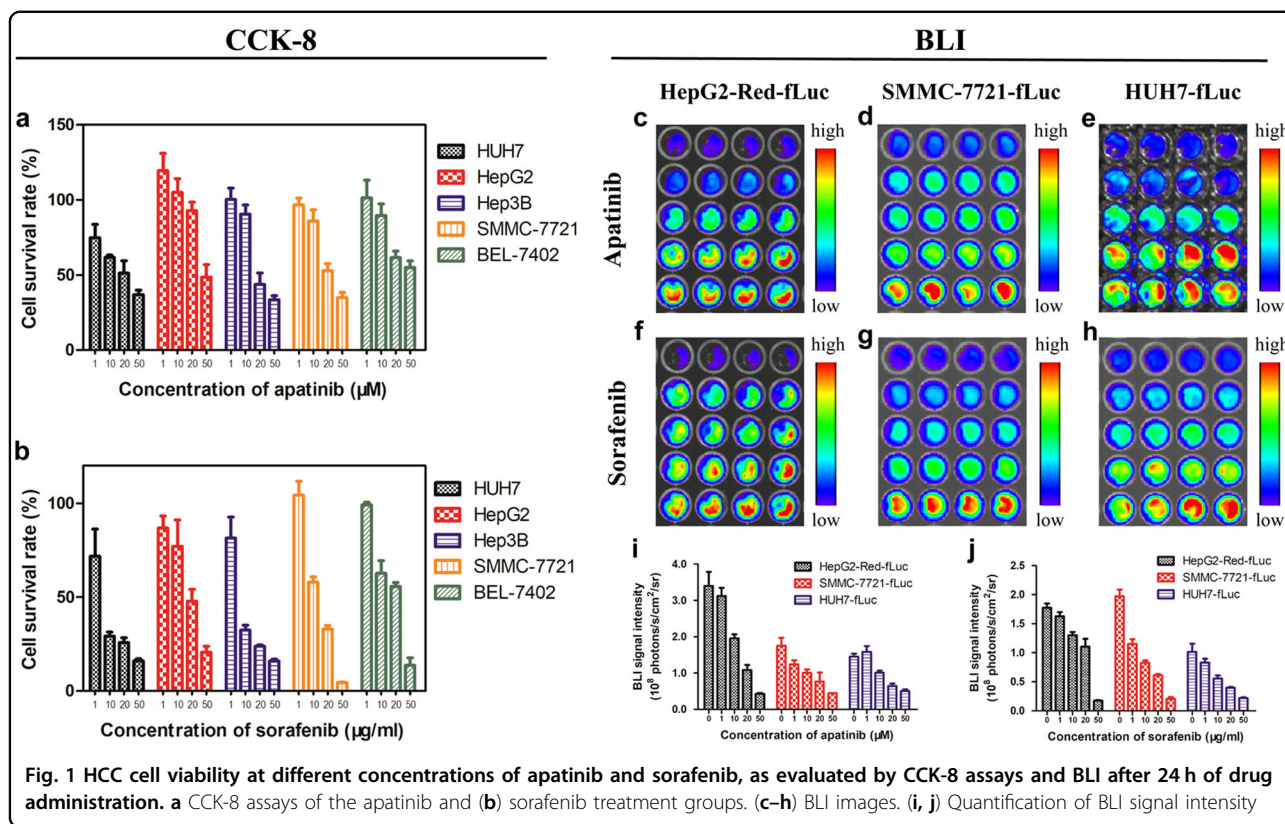 CCK-8
BLI
HepG2-Red-fLuc
SMMC-7721-fLuc
HUH7-fLuc
a
150
100
50
0
Cell survival rate (%)
1 10 20 50 1 10 20 50 1 10 20 50 1 10 20 50 1 10 20 50
Concentration of apatinib (µM)
HUH7
HepG2
Hep3B
SMMC-7721
BEL-7402
b
100
50
0
Cell survival rate (%)
1 10 20 50 1 10 20 50 1 10 20 50 1 10 20 50 1 10 20 50
Concentration of sorafenib (µg/ml)
HUH7
HepG2
Hep3B
SMMC-7721
BEL-7402
Apatinib
c
high
low
d
high
low
e
high
low
Sorafenib
f
high
low
g
high
low
h
high
low
i
4.0
3.0
2.0
1.0
0.0
BLI signal intensity
(10⁸ photons/s/cm²/sr)
HepG2-Red-fLuc
SMMC-7721-fLuc
HUH7-fLuc
0 1 10 20 50 0 1 10 20 50 0 1 10 20 50
Concentration of apatinib (µM)
j
2.5
2.0
1.5
1.0
0.5
0.0
BLI signal intensity
(10⁸ photons/s/cm²/sr)
HepG2-Red-fLuc
SMMC-7721-fLuc
HUH7-fLuc
0 1 10 20 50 0 1 10 20 50 0 1 10 20 50
Concentration of sorafenib (µg/ml)
Fig. 1 HCC cell viability at different concentrations of apatinib and sorafenib, as evaluated by CCK-8 assays and BLI after 24 h of drug
administration. a CCK-8 assays of the apatinib and (b) sorafenib treatment groups. (c–h) BLI images. (i, j) Quantification of BLI signal intensity